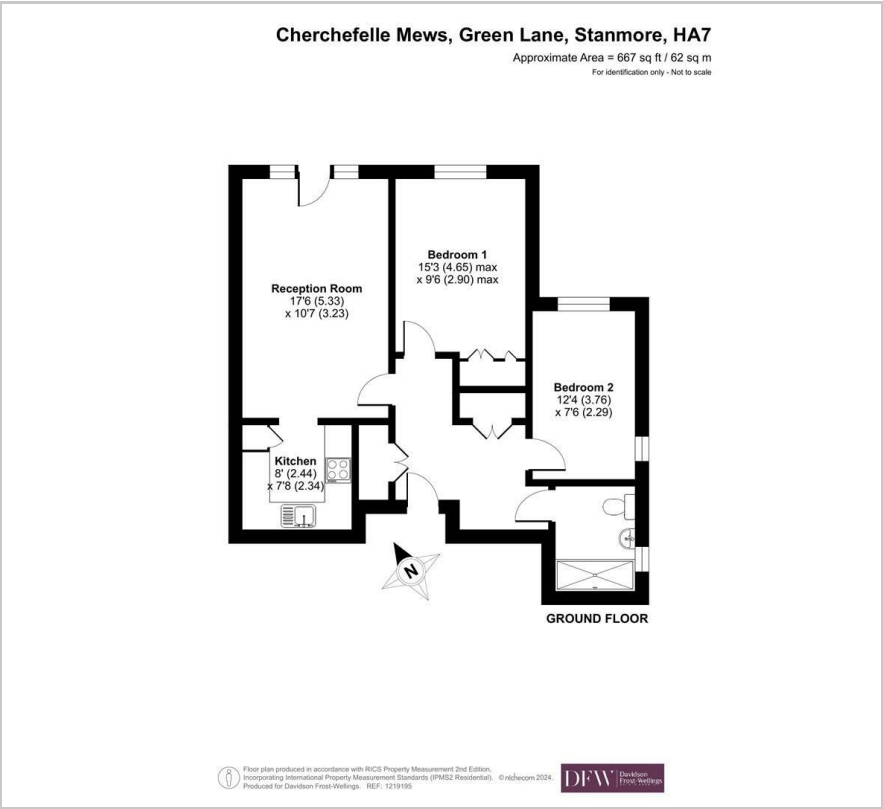 Cherchefelle Mews, Green Lane, Stanmore, HA7
Approximate Area = 667 sq ft / 62 sq m
For identification only - Not to scale
Bedroom 1
15'3 (4.65) max
x 9'6 (2.90) max
Reception Room
17'6 (5.33)
x 10'7 (3.23)
Bedroom 2
12'4 (3.76)
x 7'6 (2.29)
Kitchen
8' (2.44)
x 7'8 (2.34)
N
GROUND FLOOR
Floor plan produced in accordance with RICS Property Measurement 2nd Edition,
Incorporating International Property Measurement Standards (IPMS2 Residential). © nichecom 2024.
Produced for Davidson Frost-Wellings. REF: 1219195
DFW
Davidson
Frost-Wellings